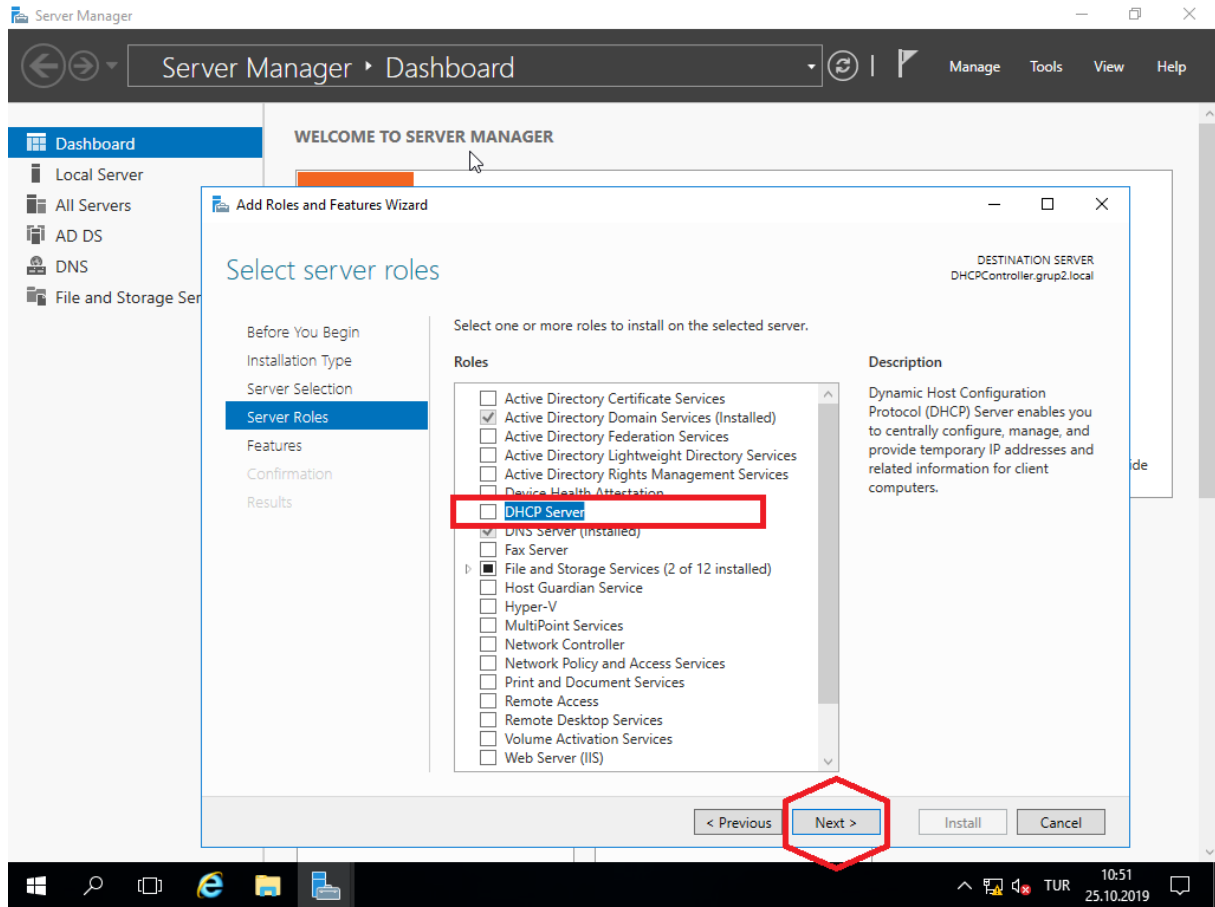 Server Manager
Server Manager ‣ Dashboard
Manage Tools View Help
Dashboard
Local Server
All Servers
AD DS
DNS
File and Storage Ser
WELCOME TO SERVER MANAGER
Add Roles and Features Wizard
Select server roles
DESTINATION SERVER
DHCPController.grup2.local
Before You Begin
Installation Type
Server Selection
Server Roles
Features
Confirmation
Results
Select one or more roles to install on the selected server.
Roles
Active Directory Certificate Services
Active Directory Domain Services (Installed)
Active Directory Federation Services
Active Directory Lightweight Directory Services
Active Directory Rights Management Services
Device Health Attestation
DHCP Server
DNS Server (Installed)
Fax Server
File and Storage Services (2 of 12 installed)
Host Guardian Service
Hyper-V
MultiPoint Services
Network Controller
Network Policy and Access Services
Print and Document Services
Remote Access
Remote Desktop Services
Volume Activation Services
Web Server (IIS)
Description
Dynamic Host Configuration
Protocol (DHCP) Server enables you
to centrally configure, manage, and
provide temporary IP addresses and
related information for client
computers.
ide
< Previous
Next >
Install
Cancel
TUR
10:51
25.10.2019